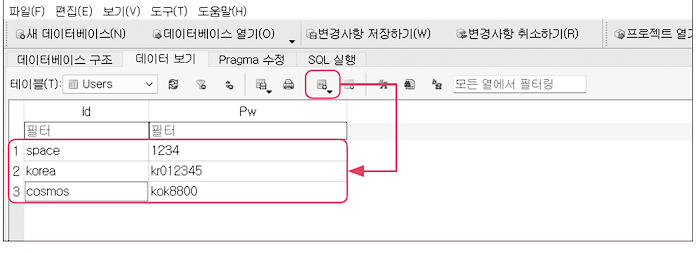 파일(F) 편집(E) 보기(V) 도구(T) 도움말(H)
새 데이터베이스(N) 데이터베이스 열기(O) 변경사항 저장하기(W) 변경사항 취소하기(R) 프로젝트 열기
데이터베이스 구조 데이터 보기 Pragma 수정 SQL 실행
테이블(T): Users 모든 열에서 필터링
id Pw
필터 필터
1 space 1234
2 korea kr012345
3 cosmos kok8800